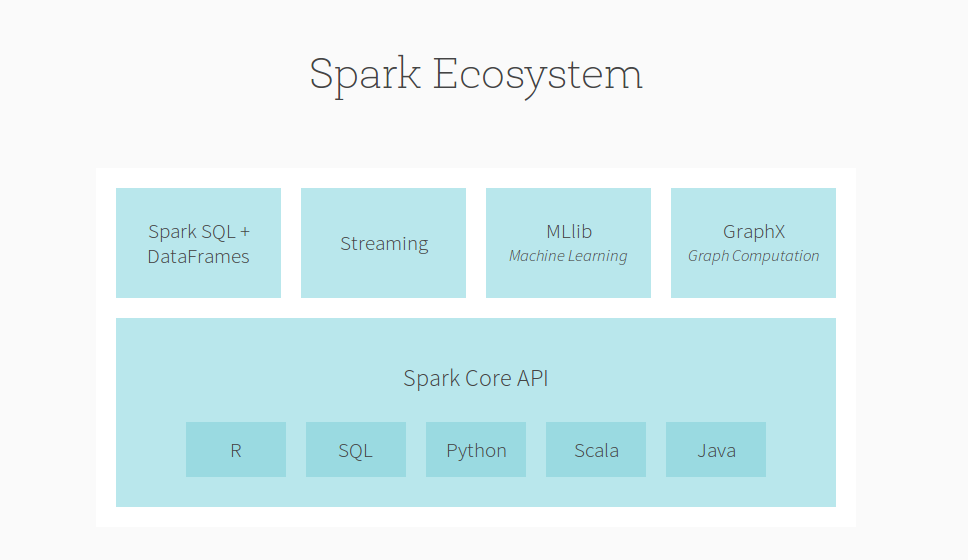 Spark Ecosystem
Spark SQL +
DataFrames
Streaming
MLlib
Machine Learning
GraphX
Graph Computation
Spark Core API
R
SQL
Python
Scala
Java